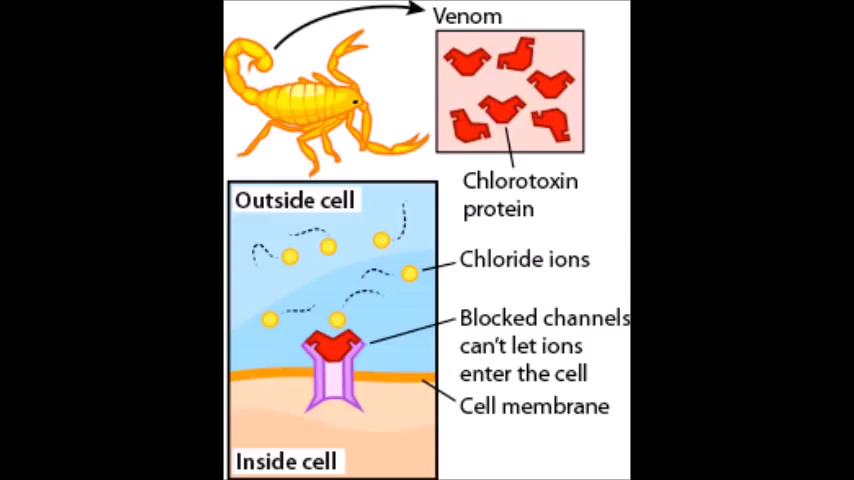 Venom
Chlorotoxin
protein
Outside cell
Chloride ions
Blocked channels
can't let ions
enter the cell
Cell membrane
Inside cell